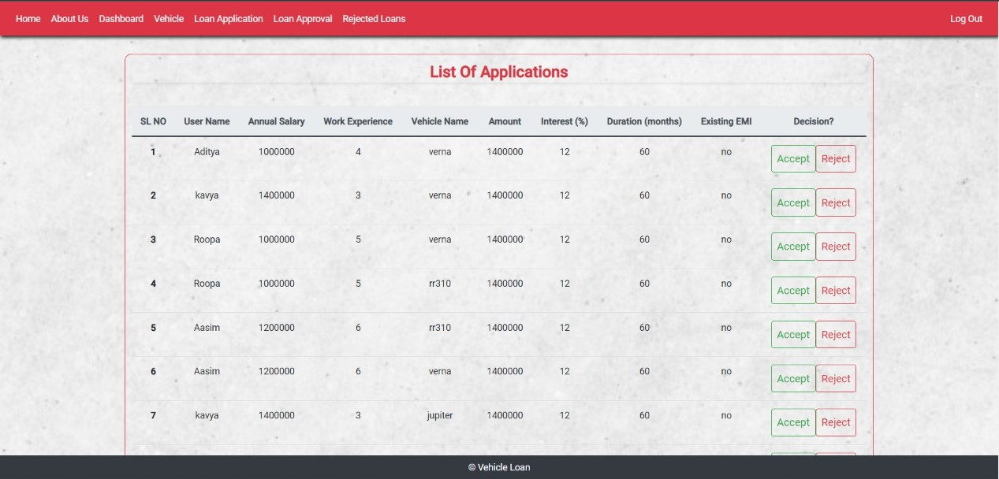 Home About Us Dashboard Vehicle Loan Application Loan Approval Rejected Loans Log Out
List Of Applications
SL NO User Name Annual Salary Work Experience Vehicle Name Amount Interest (%) Duration (months) Existing EMI Decision?
1 Aditya 1000000 4 verna 1400000 12 60 no Accept Reject
2 kavya 1400000 3 verna 1400000 12 60 no Accept Reject
3 Roopa 1000000 5 verna 1400000 12 60 no Accept Reject
4 Roopa 1000000 5 rr310 1400000 12 60 no Accept Reject
5 Aasim 1200000 6 rr310 1400000 12 60 no Accept Reject
6 Aasim 1200000 6 verna 1400000 12 60 no Accept Reject
7 kavya 1400000 3 jupiter 1400000 12 60 no Accept Reject
© Vehicle Loan